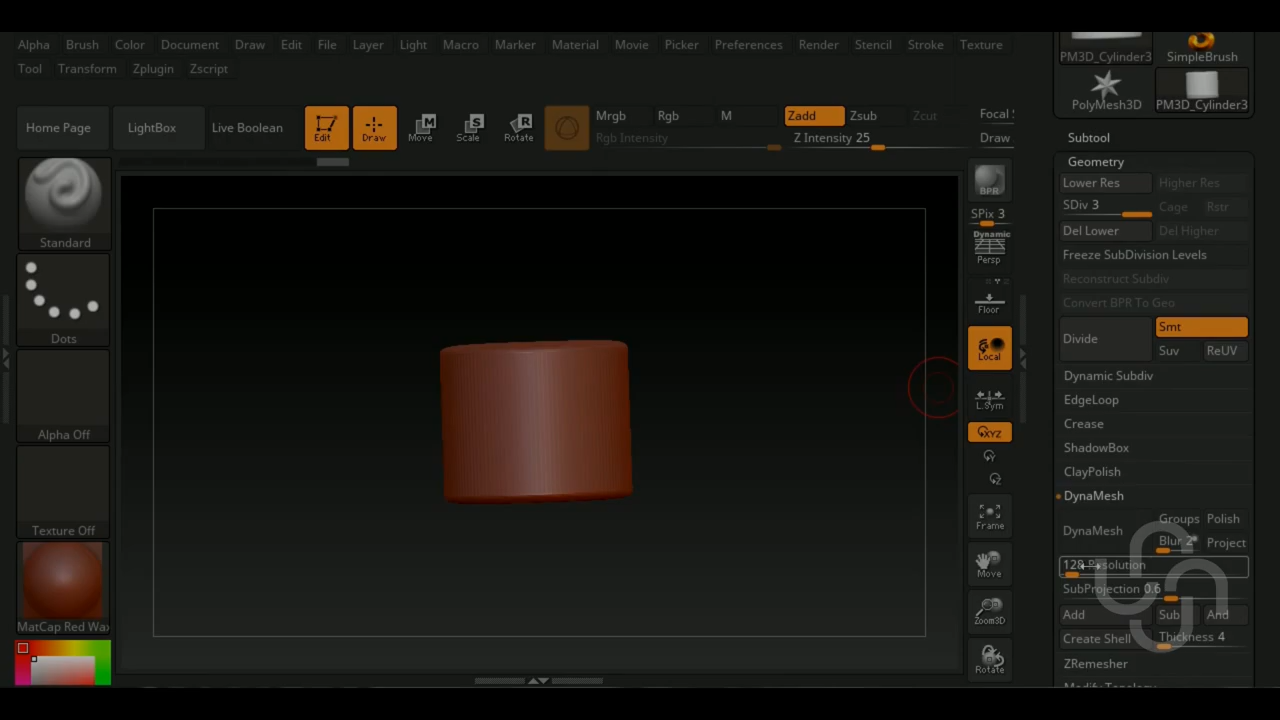 Alpha Brush Color Document Draw Edit File Layer Light Macro Marker Material Movie Picker Preferences Render Stencil Stroke Texture
Tool Transform Zplugin Zscript
PM3D_Cylinder3 SimpleBrush
PolyMesh3D PM3D_Cylinder3
Home Page LightBox Live Boolean Edit Draw Move Scale Rotate
Mrgb Rgb M Zadd Zsub Zcut Focal
Rgb Intensity Z Intensity 25 Draw
Standard
Dots
Alpha Off
Texture Off
MatCap Red Wax
BPR
SPix 3
Dynamic
Persp
Floor
Local
L.Sym
XYZ
Y
Z
Frame
Move
Zoom3D
Rotate
Subtool
Geometry
Lower Res Higher Res
SDiv 3 Cage Rstr
Del Lower Del Higher
Freeze SubDivision Levels
Reconstruct Subdiv
Convert BPR To Geo
Divide Smt
Suv ReUV
Dynamic Subdiv
EdgeLoop
Crease
ShadowBox
ClayPolish
DynaMesh
Groups Polish
DynaMesh
Blur 2 Project
SubProjection 0.6
Add Sub And
Create Shell Thickness 4
ZRemesher